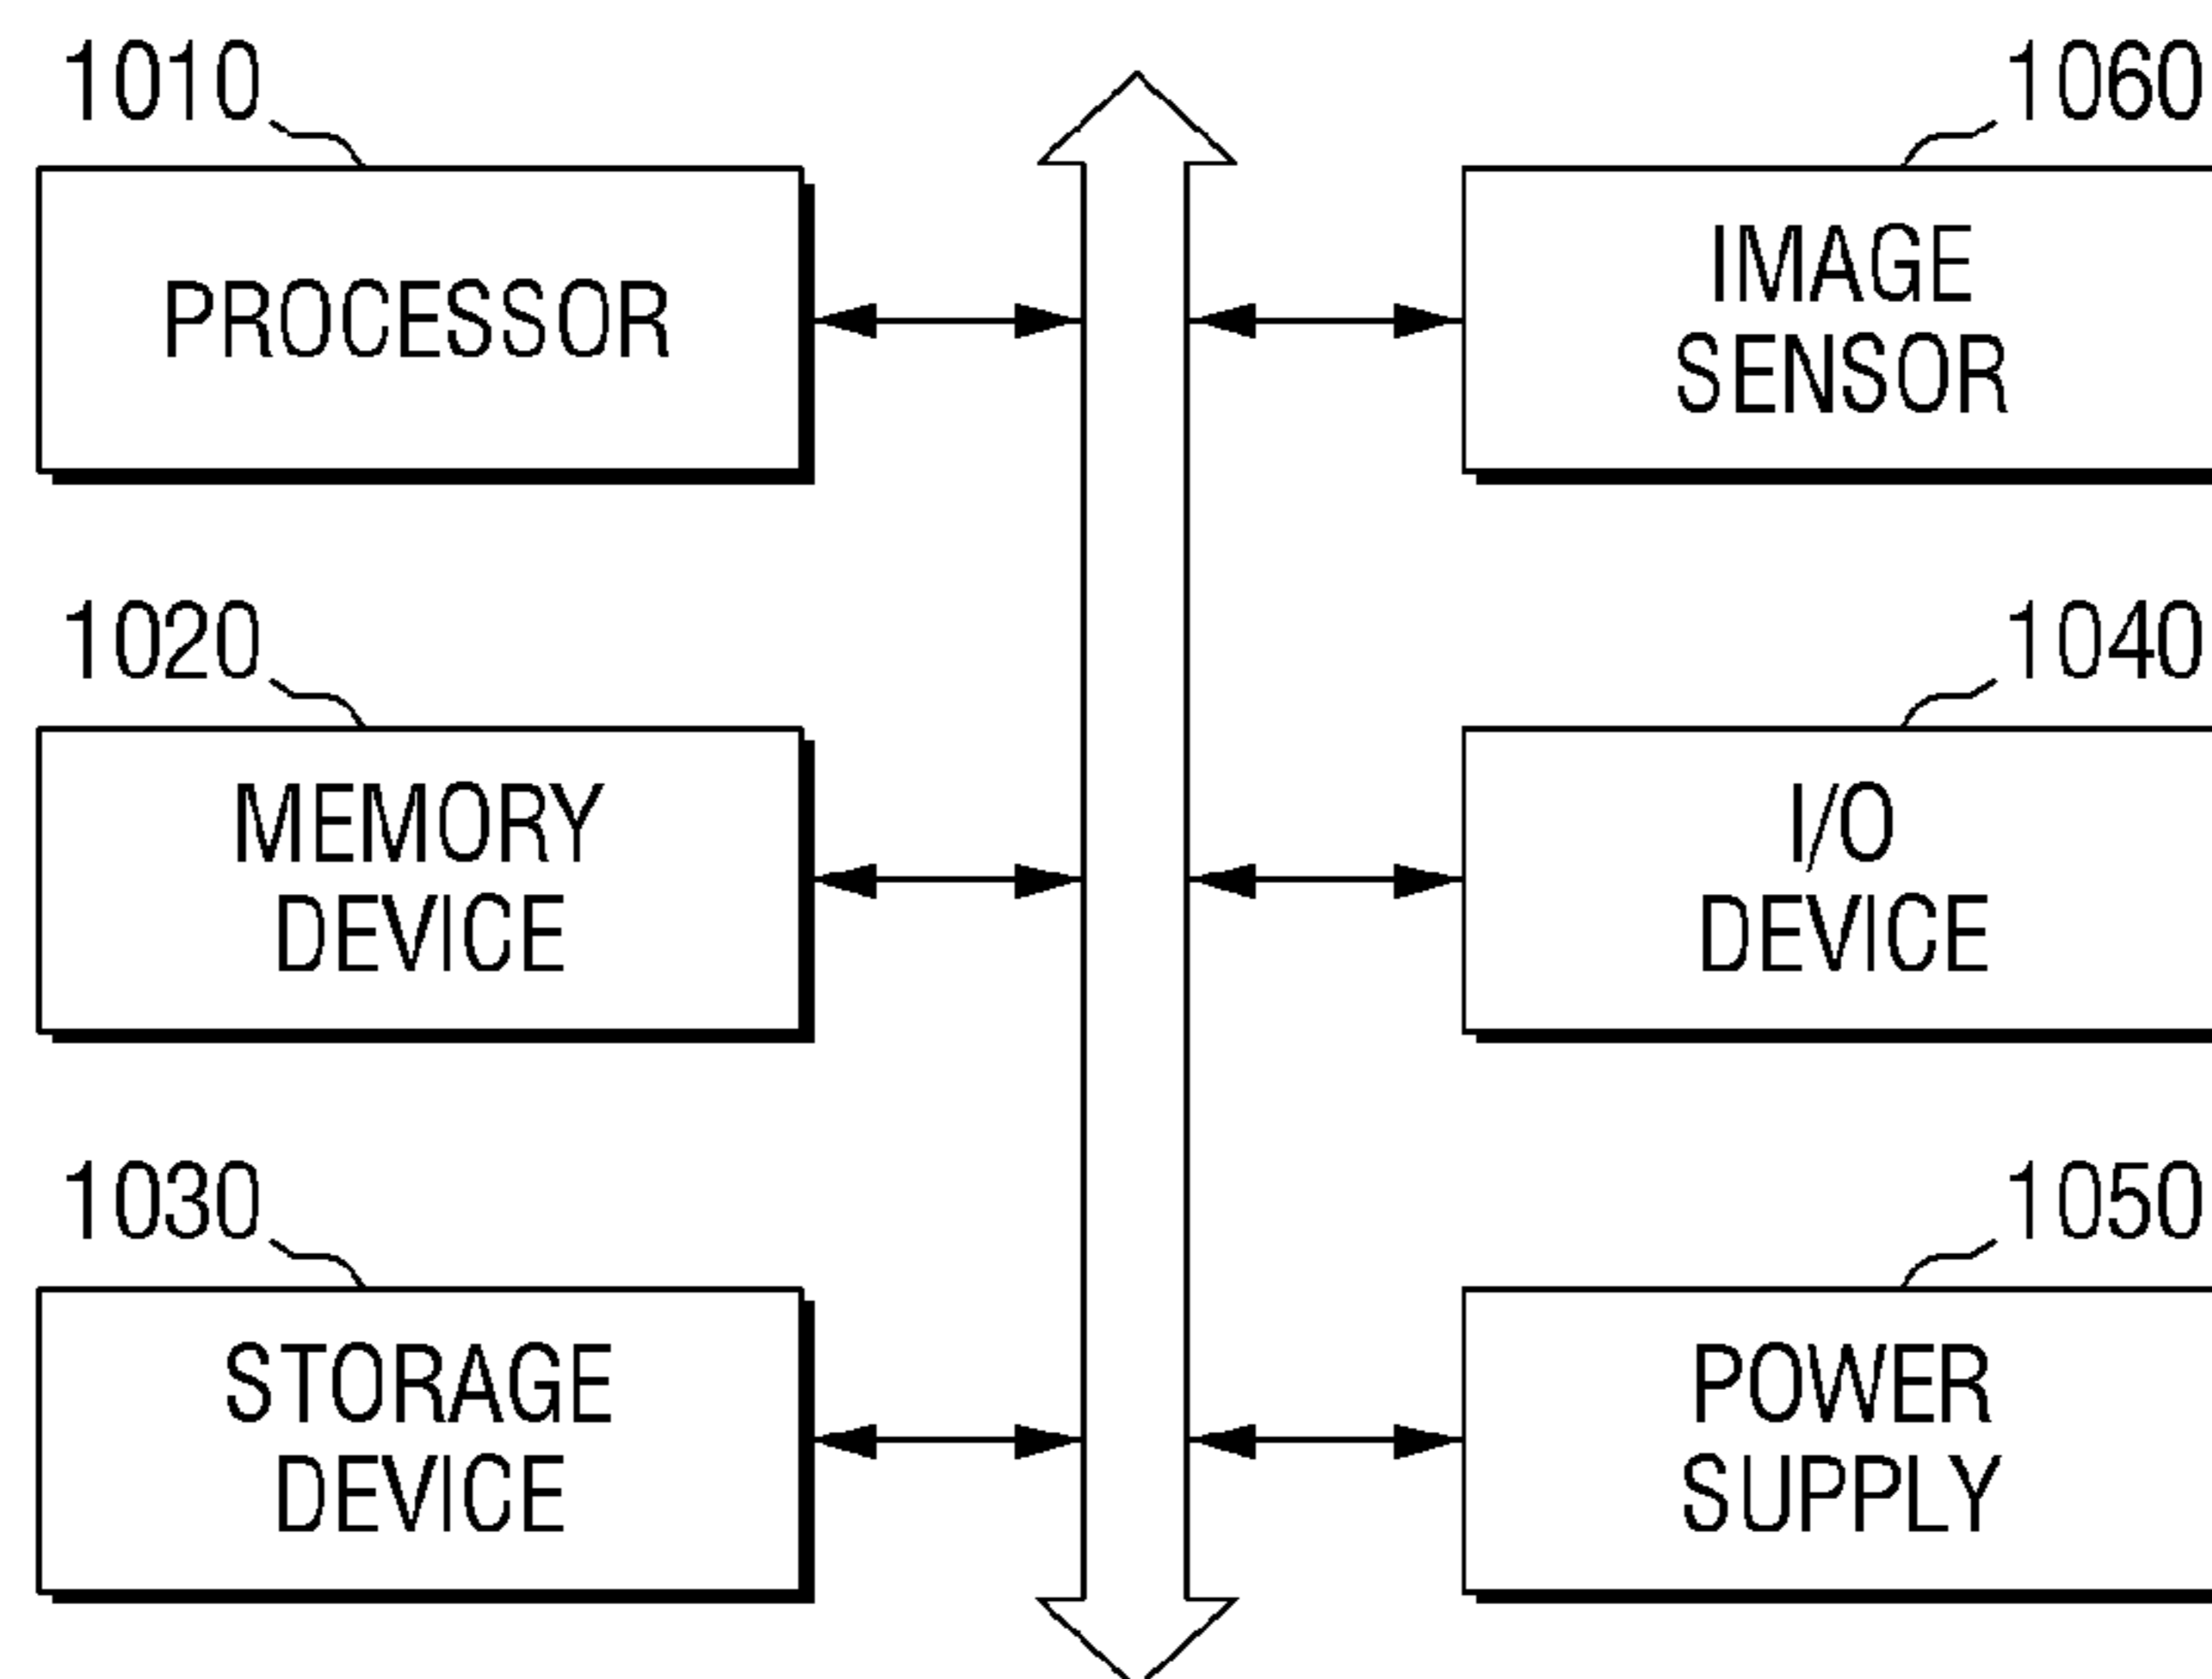 1010
PROCESSOR
1060
IMAGE
SENSOR
1020
MEMORY
DEVICE
1040
I/O
DEVICE
1030
STORAGE
DEVICE
1050
POWER
SUPPLY